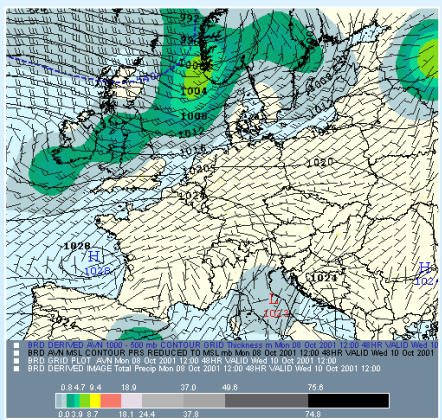 992
1004
1008
1012
1016
1020
1020
1024
1028
H
1028
H
1024
1021
BRD DERIVED AVN 1000 - 500 mb CONTOUR GRID Thickness m Mon 08 Oct 2001 12:00 48HR VALID Wed 10 Oct
BRD AVN MSL CONTOUR PRS REDUCED TO MSL mb Mon 08 Oct 2001 12:00 48HR VALID Wed 10 Oct 2001
BRD GRID PLOT AVN Mon 08 Oct 2001 12:00 48HR VALID Wed 10 Oct 2001 12:00
BRD DERIVED IMAGE Total Precip Mon 08 Oct 2001 12:00 48HR VALID Wed 10 Oct 2001 12:00
0.8 4.7 9.4 18.9 37.0 49.6 75.6
0.0 3.9 8.7 18.1 24.4 37.8 74.8